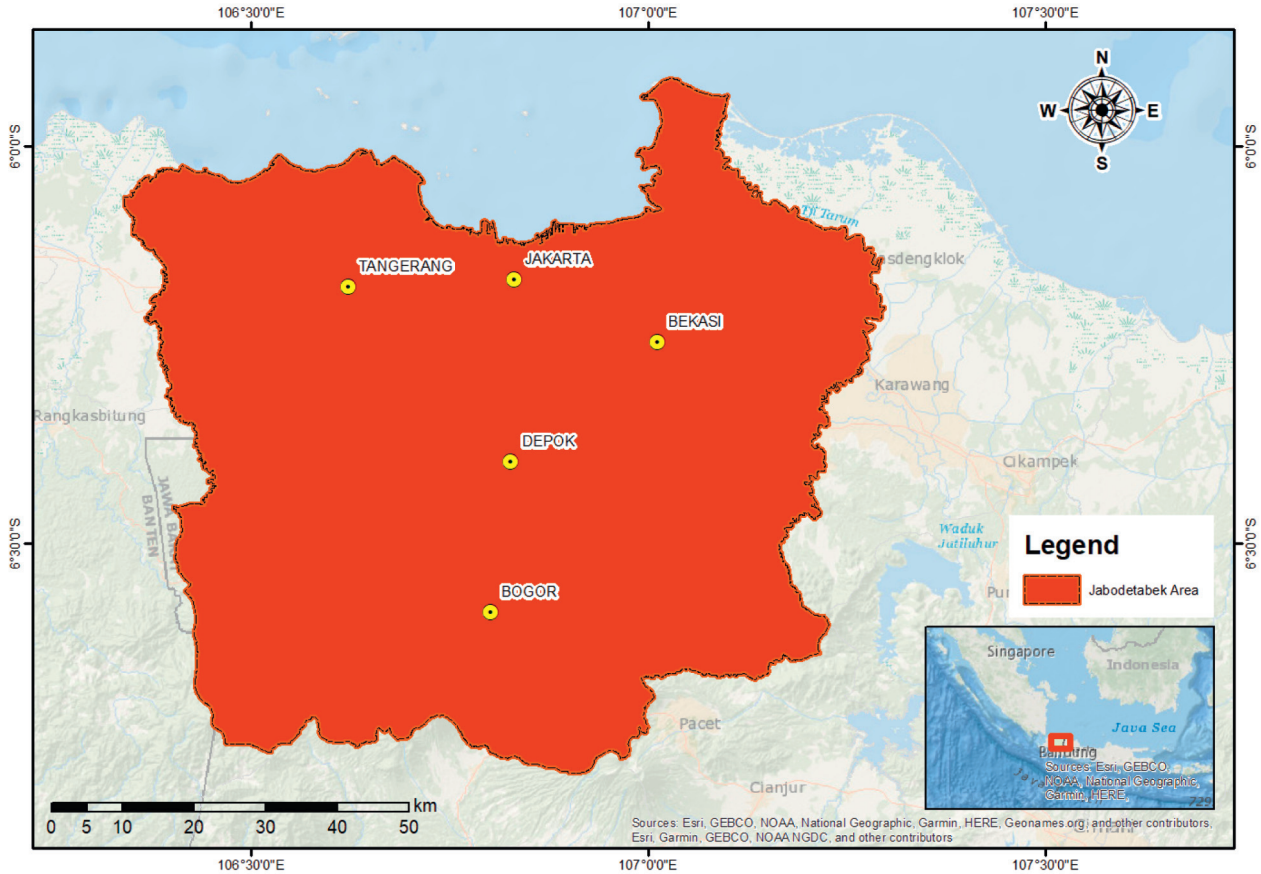 106°30'0"E
107°0'0"E
107°30'0"E
6°0'0"S
6°0'0"S
N
W
E
S
Tji Tarum
asdengklok
TANGERANG
JAKARTA
BEKASI
Karawang
Rangkasbitung
DEPOK
Cikampek
JAWA BARAT
BANTEN
Waduk
Jatiluhur
6°30'0"S
6°30'0"S
Legend
Jabodetabek Area
Pur
BOGOR
Singapore
Indonesia
Java Sea
Bandung
Sources: Esri, GEBCO,
NOAA, National Geographic,
Garmin, HERE,
Pacet
Cianjur
km
0 5 10 20 30 40 50
Sources: Esri, GEBCO, NOAA, National Geographic, Garmin, HERE, Geonames.org, and other contributors,
Esri, Garmin, GEBCO, NOAA NGDC, and other contributors
106°30'0"E
107°0'0"E
107°30'0"E